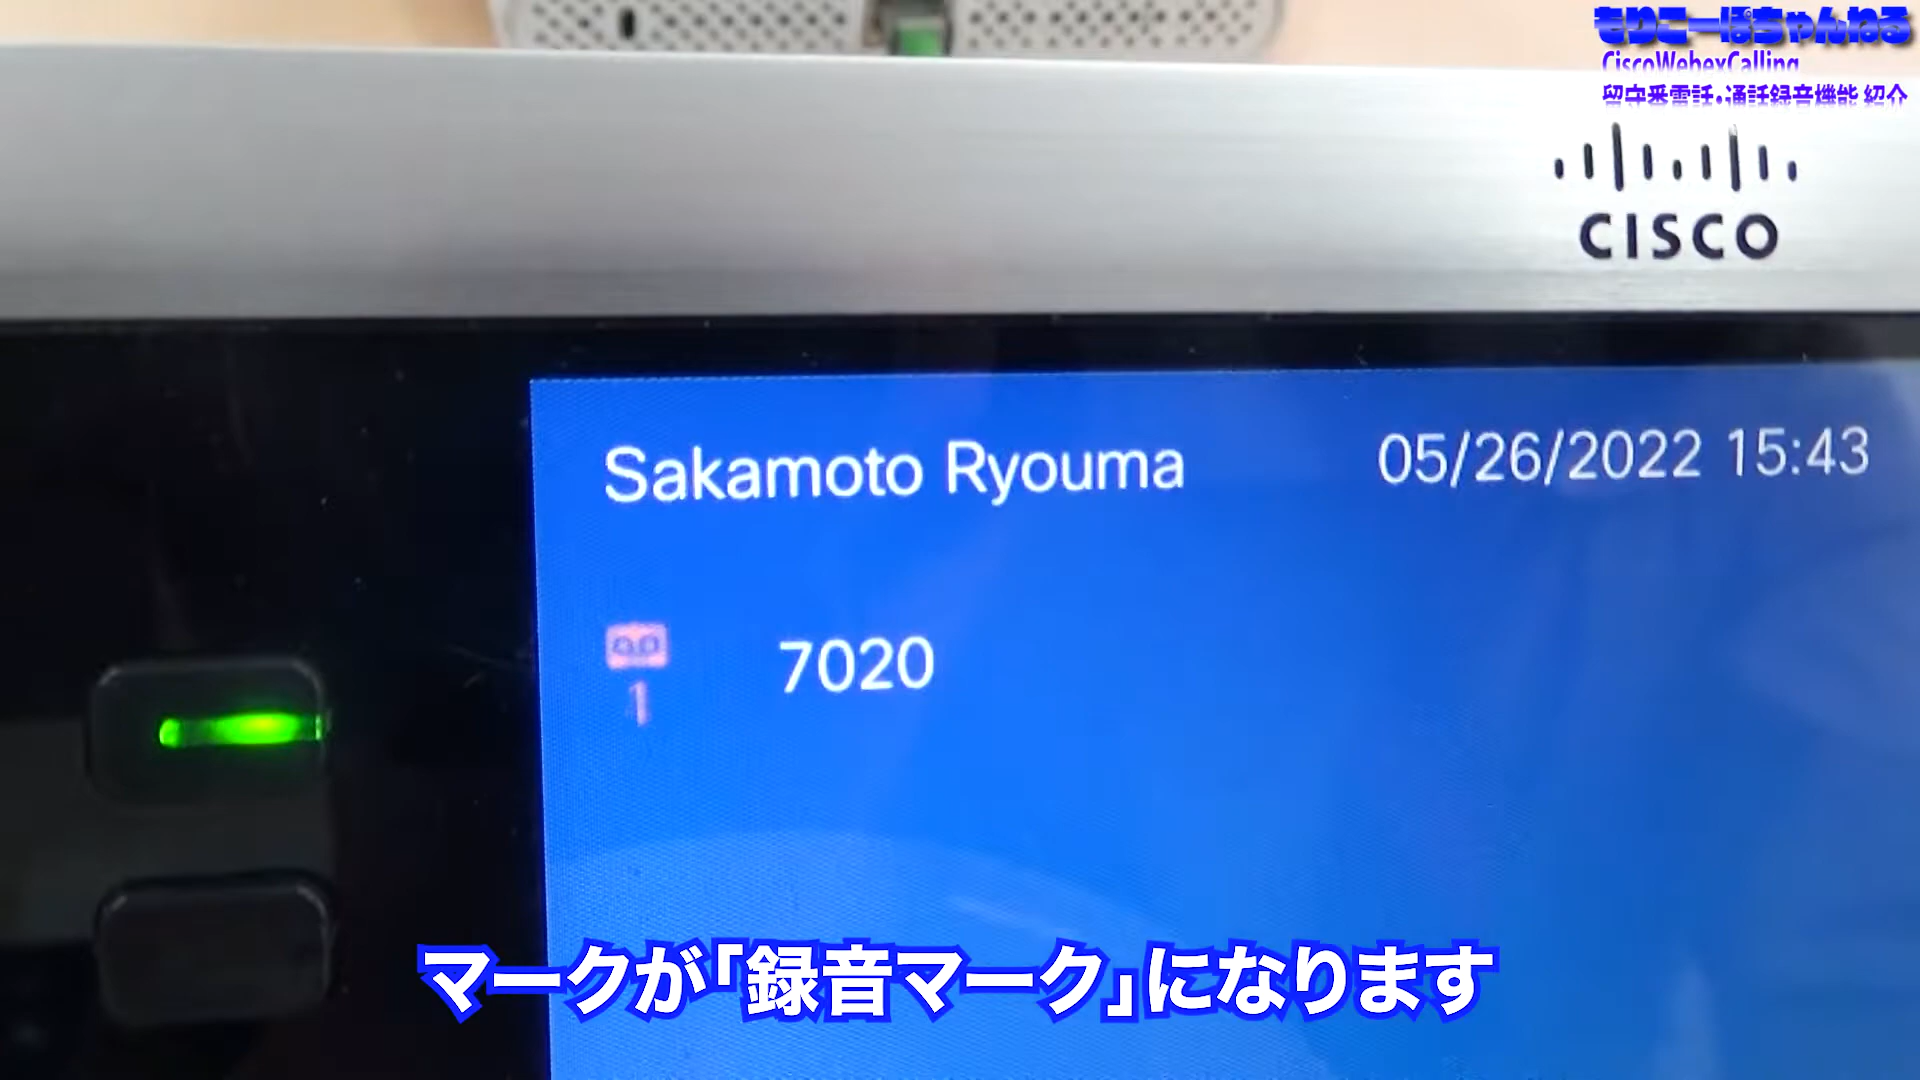 もりこーぽちゃんねる
CiscoWebexCalling
留守番電話・通話録音機能 紹介
CISCO
Sakamoto Ryouma 05/26/2022 15:43
7020
1
マークが「録音マーク」になります